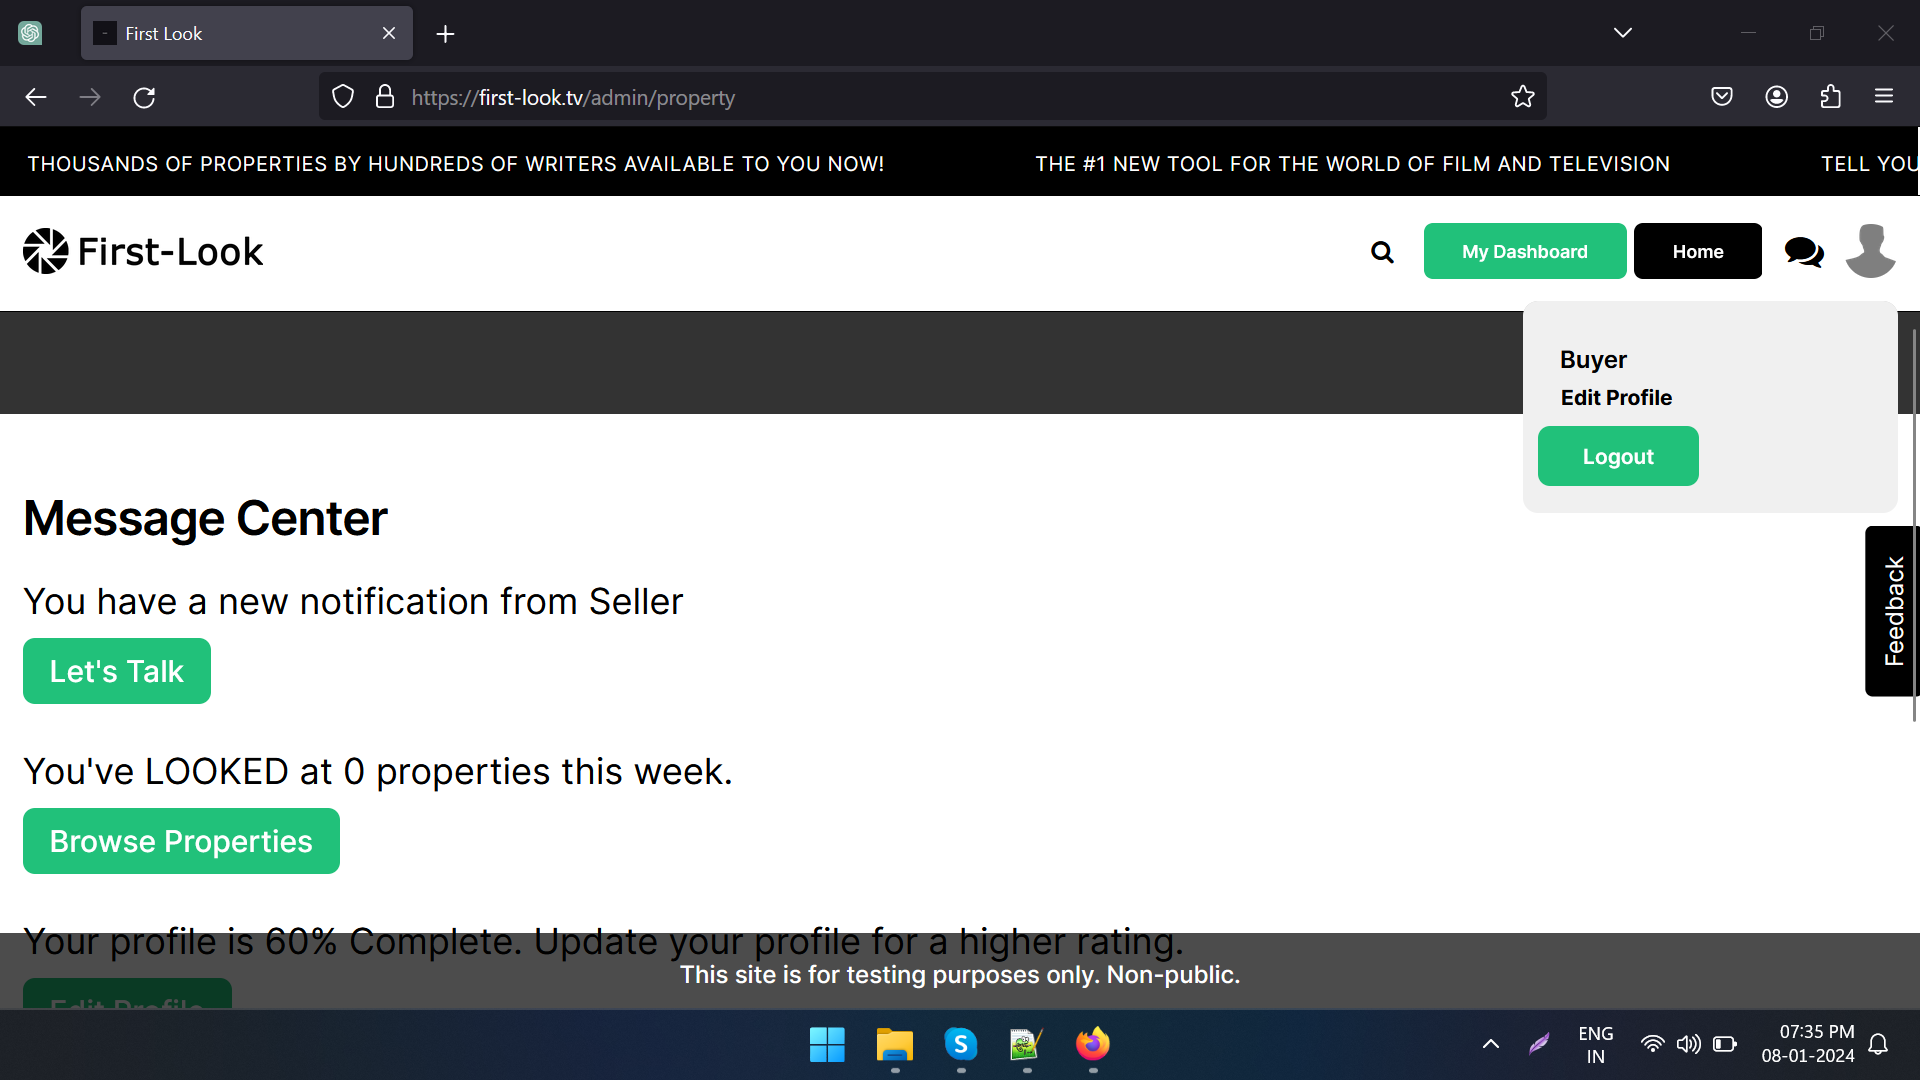 First Look
https://first-look.tv/admin/property
THOUSANDS OF PROPERTIES BY HUNDREDS OF WRITERS AVAILABLE TO YOU NOW!
THE #1 NEW TOOL FOR THE WORLD OF FILM AND TELEVISION
TELL YOU
First-Look
My Dashboard
Home
Buyer
Edit Profile
Logout
Message Center
You have a new notification from Seller
Let's Talk
You've LOOKED at 0 properties this week.
Browse Properties
Feedback
Your profile is 60% Complete. Update your profile for a higher rating.
Edit Profile
This site is for testing purposes only. Non-public.
S
ENG
IN
07:35 PM
08-01-2024